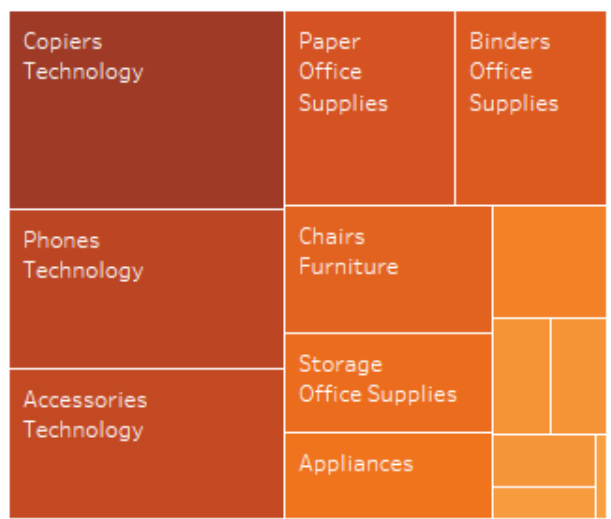 Copiers
Technology
Paper
Office
Supplies
Binders
Office
Supplies
Phones
Technology
Chairs
Furniture
Storage
Office Supplies
Accessories
Technology
Appliances